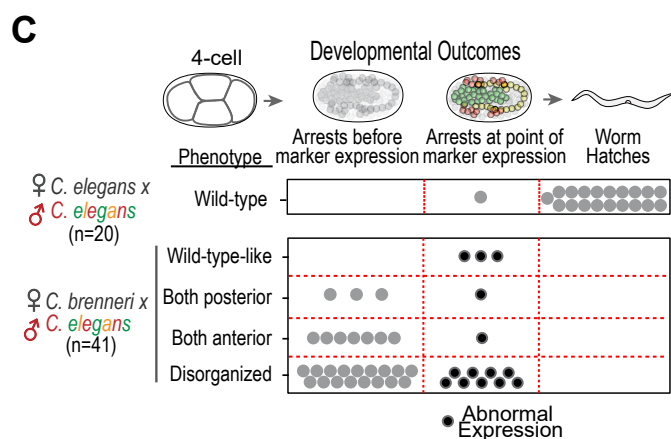 C
Developmental Outcomes
4-cell
Phenotype
Arrests before
marker expression
Arrests at point of
marker expression
Worm
Hatches
♀ C. elegans x
♂ C. elegans
(n=20)
Wild-type
♀ C. brenneri x
♂ C. elegans
(n=41)
Wild-type-like
Both posterior
Both anterior
Disorganized
Abnormal
Expression